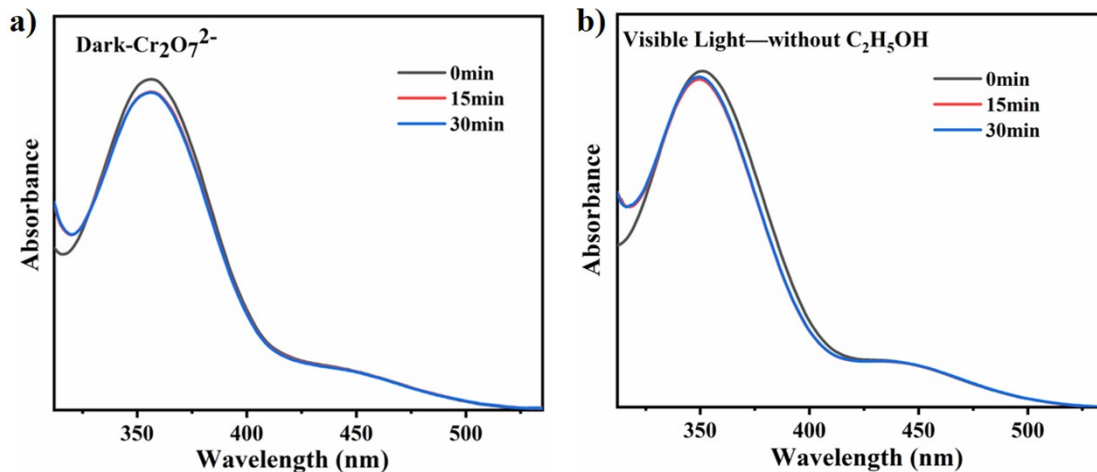 a)
Dark-Cr₂O₇²⁻
0min
15min
30min
Absorbance
350
400
450
500
Wavelength (nm)
b)
Visible Light—without C₂H₅OH
0min
15min
30min
Absorbance
350
400
450
500
Wavelength (nm)